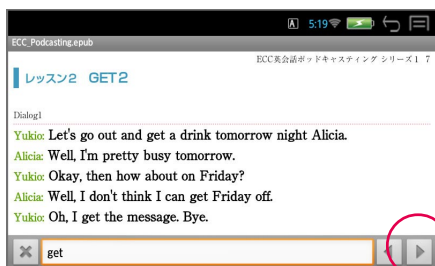 A 5:19
ECC_Podcasting.epub
ECC英会話ポッドキャスティング シリーズ1 7
レッスン2 GET2
Dialog1
Yukio: Let's go out and get a drink tomorrow night Alicia.
Alicia: Well, I'm pretty busy tomorrow.
Yukio: Okay, then how about on Friday?
Alicia: Well, I don't think I can get Friday off.
Yukio: Oh, I get the message. Bye.
get